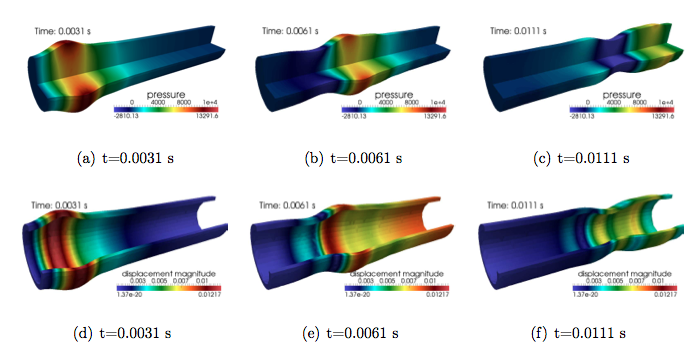 Time: 0.0031 s
Time: 0.0061 s
Time: 0.0111 s
pressure
0 4000 8000 1e+4
-2810.13 13291.6
pressure
0 4000 8000 1e+4
-2810.13 13291.6
pressure
0 4000 8000 1e+4
-2810.13 13291.6
(a) t=0.0031 s
(b) t=0.0061 s
(c) t=0.0111 s
Time: 0.0031 s
Time: 0.0061 s
Time: 0.0111 s
displacement magnitude
0.003 0.005 0.007 0.01
1.37e-20 0.01217
displacement magnitude
0.003 0.005 0.007 0.01
1.37e-20 0.01217
displacement magnitude
0.003 0.005 0.007 0.01
1.37e-20 0.01217
(d) t=0.0031 s
(e) t=0.0061 s
(f) t=0.0111 s